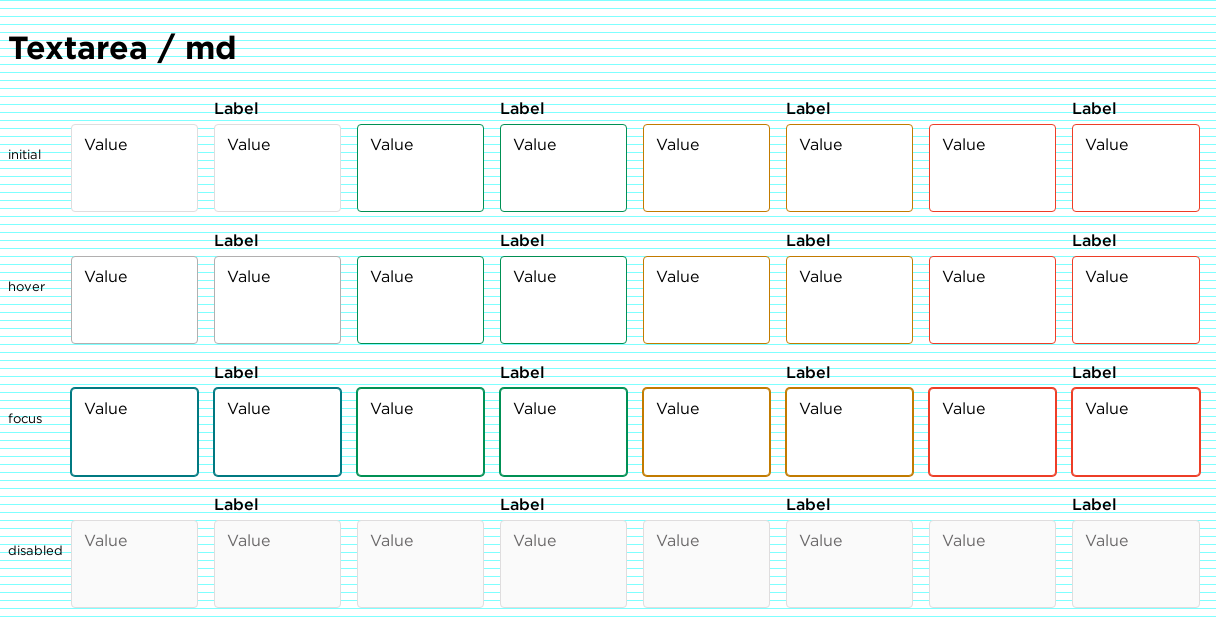 Textarea / md
Label Label Label Label
initial Value Value Value Value Value Value Value Value
Label Label Label Label
hover Value Value Value Value Value Value Value Value
Label Label Label Label
focus Value Value Value Value Value Value Value Value
Label Label Label Label
disabled Value Value Value Value Value Value Value Value